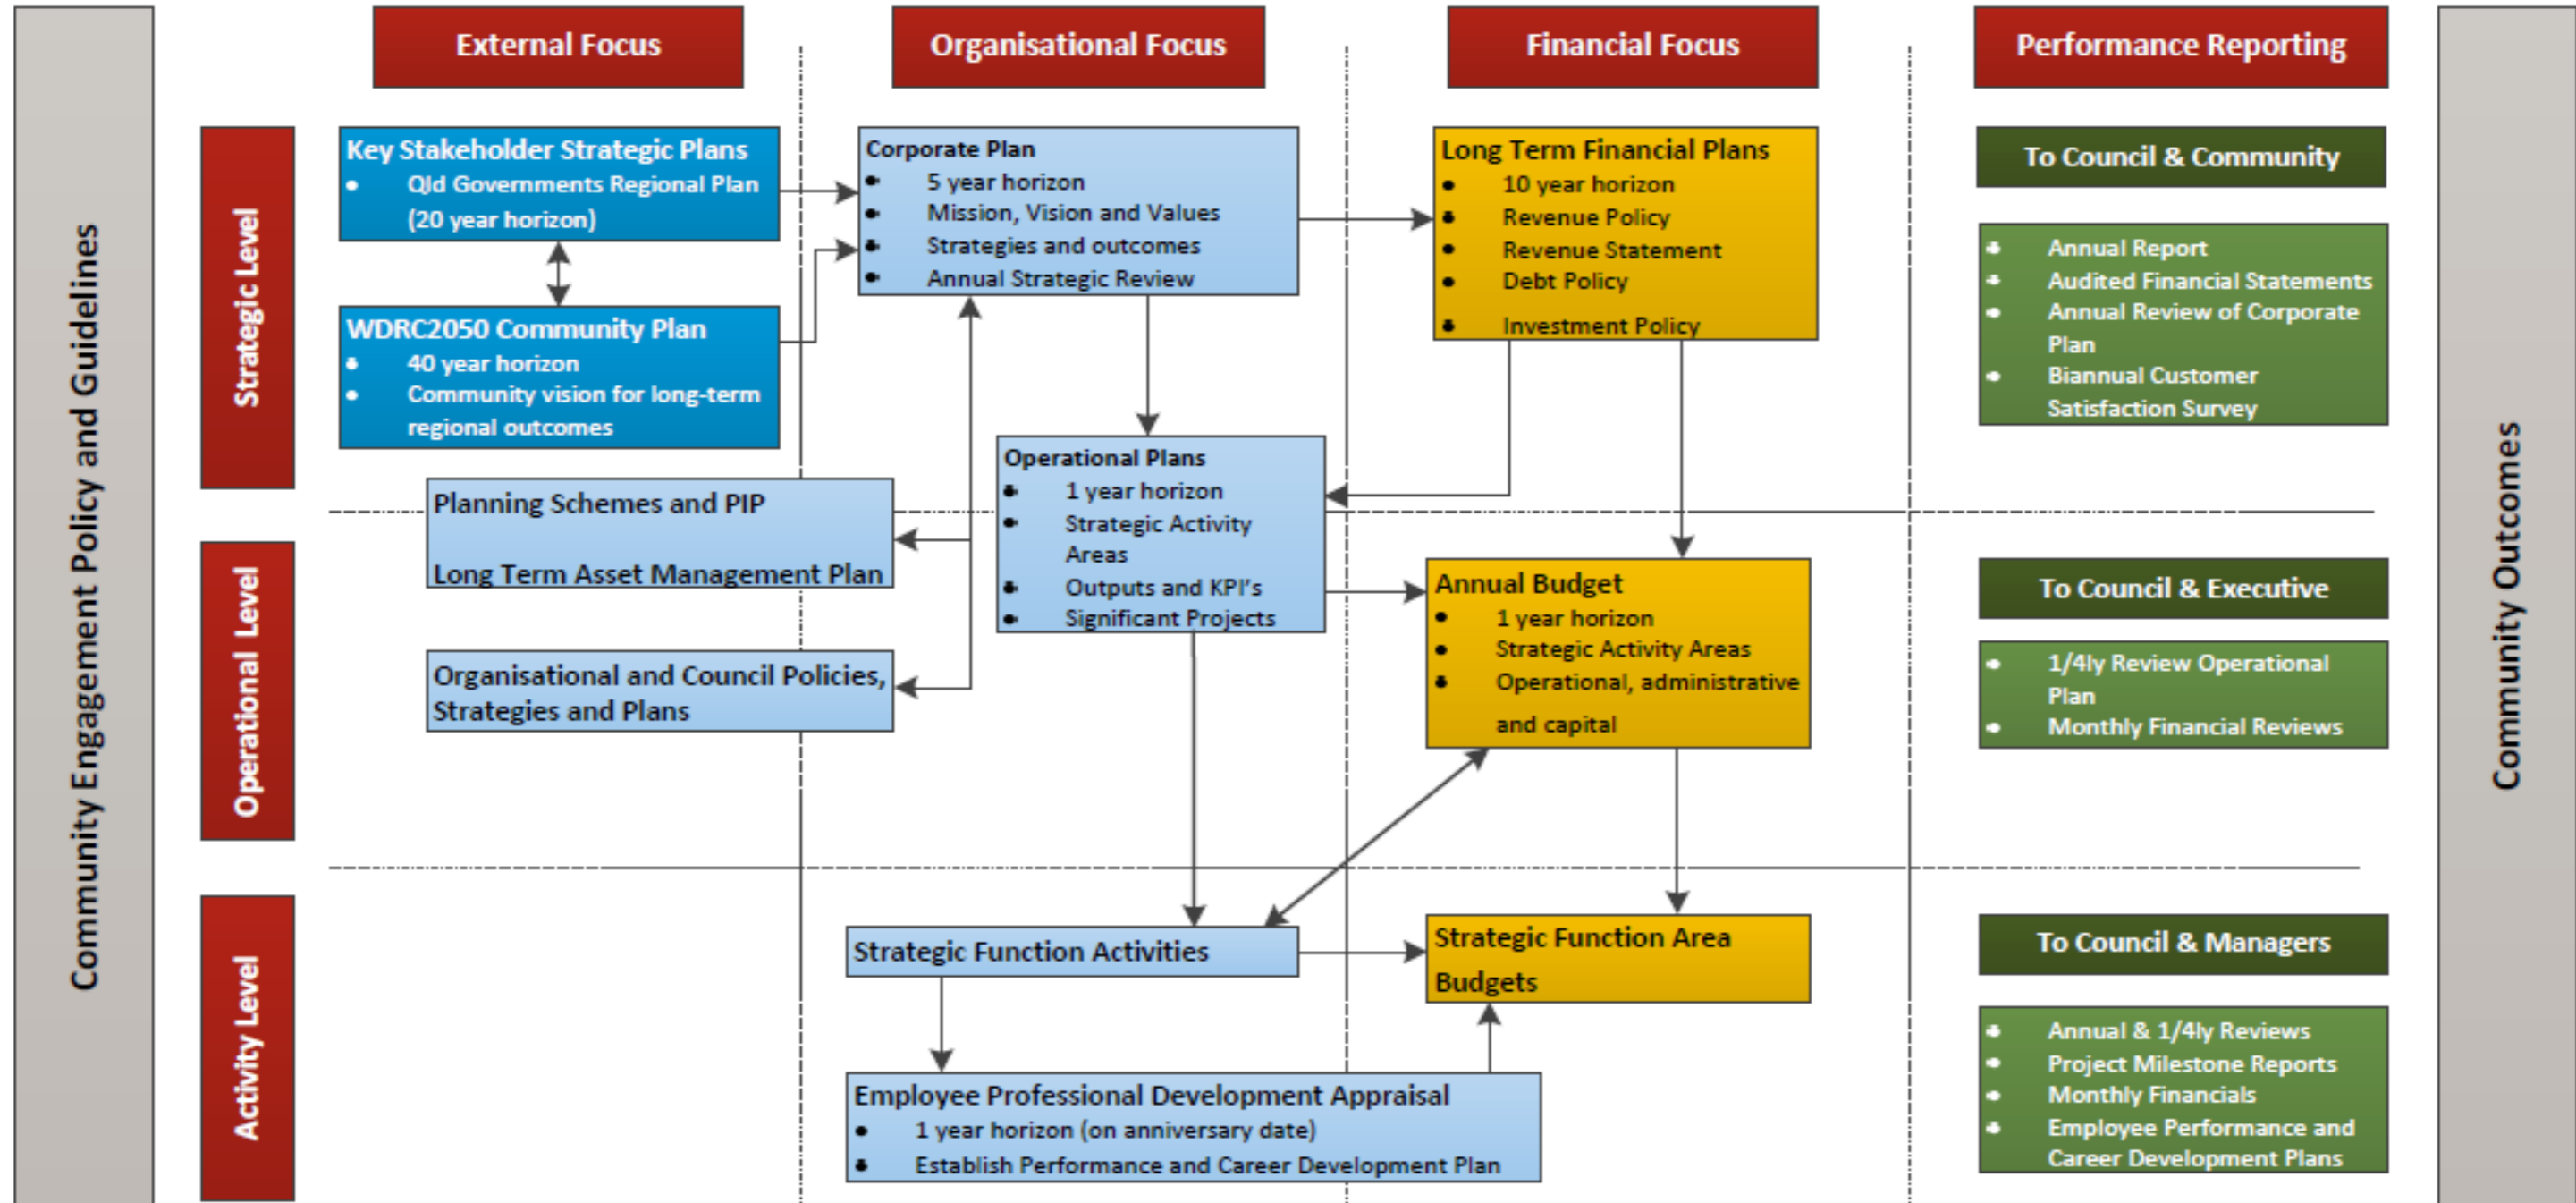 Community Engagement Policy and Guidelines
External Focus
Organisational Focus
Financial Focus
Performance Reporting
Community Outcomes
Strategic Level
Key Stakeholder Strategic Plans
Qld Governments Regional Plan
(20 year horizon)
WDRC2050 Community Plan
40 year horizon
Community vision for long-term
regional outcomes
Corporate Plan
5 year horizon
Mission, Vision and Values
Strategies and outcomes
Annual Strategic Review
Long Term Financial Plans
10 year horizon
Revenue Policy
Revenue Statement
Debt Policy
Investment Policy
To Council & Community
Annual Report
Audited Financial Statements
Annual Review of Corporate
Plan
Biannual Customer
Satisfaction Survey
Operational Level
Planning Schemes and PIP
Long Term Asset Management Plan
Organisational and Council Policies,
Strategies and Plans
Operational Plans
1 year horizon
Strategic Activity
Areas
Outputs and KPI's
Significant Projects
Annual Budget
1 year horizon
Strategic Activity Areas
Operational, administrative
and capital
To Council & Executive
1/4ly Review Operational
Plan
Monthly Financial Reviews
Activity Level
Strategic Function Activities
Strategic Function Area
Budgets
Employee Professional Development Appraisal
1 year horizon (on anniversary date)
Establish Performance and Career Development Plan
To Council & Managers
Annual & 1/4ly Reviews
Project Milestone Reports
Monthly Financials
Employee Performance and
Career Development Plans